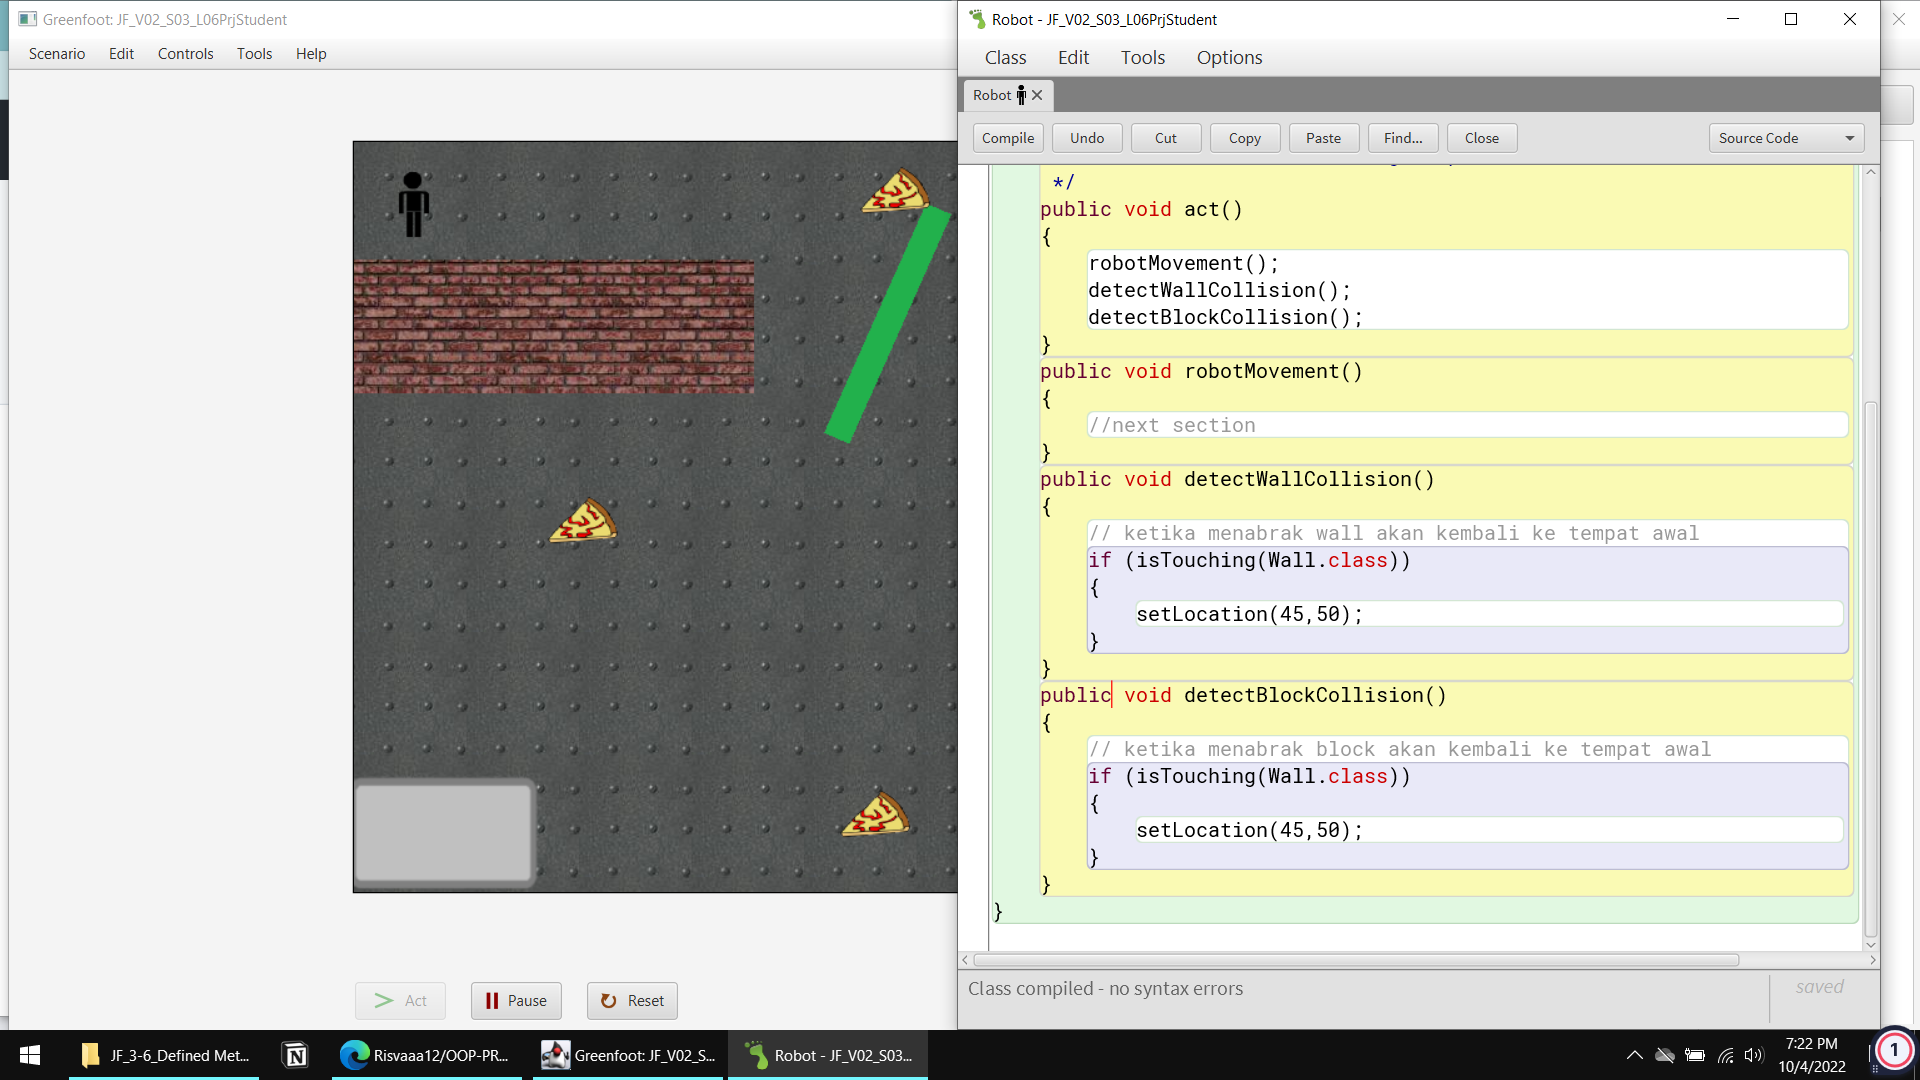 Greenfoot: JF_V02_S03_L06PrjStudent
Scenario Edit Controls Tools Help
Act Pause Reset
Robot - JF_V02_S03_L06PrjStudent
Class Edit Tools Options
Robot
Compile Undo Cut Copy Paste Find... Close Source Code
*/
public void act()
{
robotMovement();
detectWallCollision();
detectBlockCollision();
}
public void robotMovement()
{
//next section
}
public void detectWallCollision()
{
// ketika menabrak wall akan kembali ke tempat awal
if (isTouching(Wall.class))
{
setLocation(45,50);
}
}
public void detectBlockCollision()
{
// ketika menabrak block akan kembali ke tempat awal
if (isTouching(Wall.class))
{
setLocation(45,50);
}
}
}
Class compiled - no syntax errors
saved
JF_3-6_Defined Met... Risvaaa12/OOP-PR... Greenfoot: JF_V02_S... Robot - JF_V02_S03...
7:22 PM
10/4/2022
1